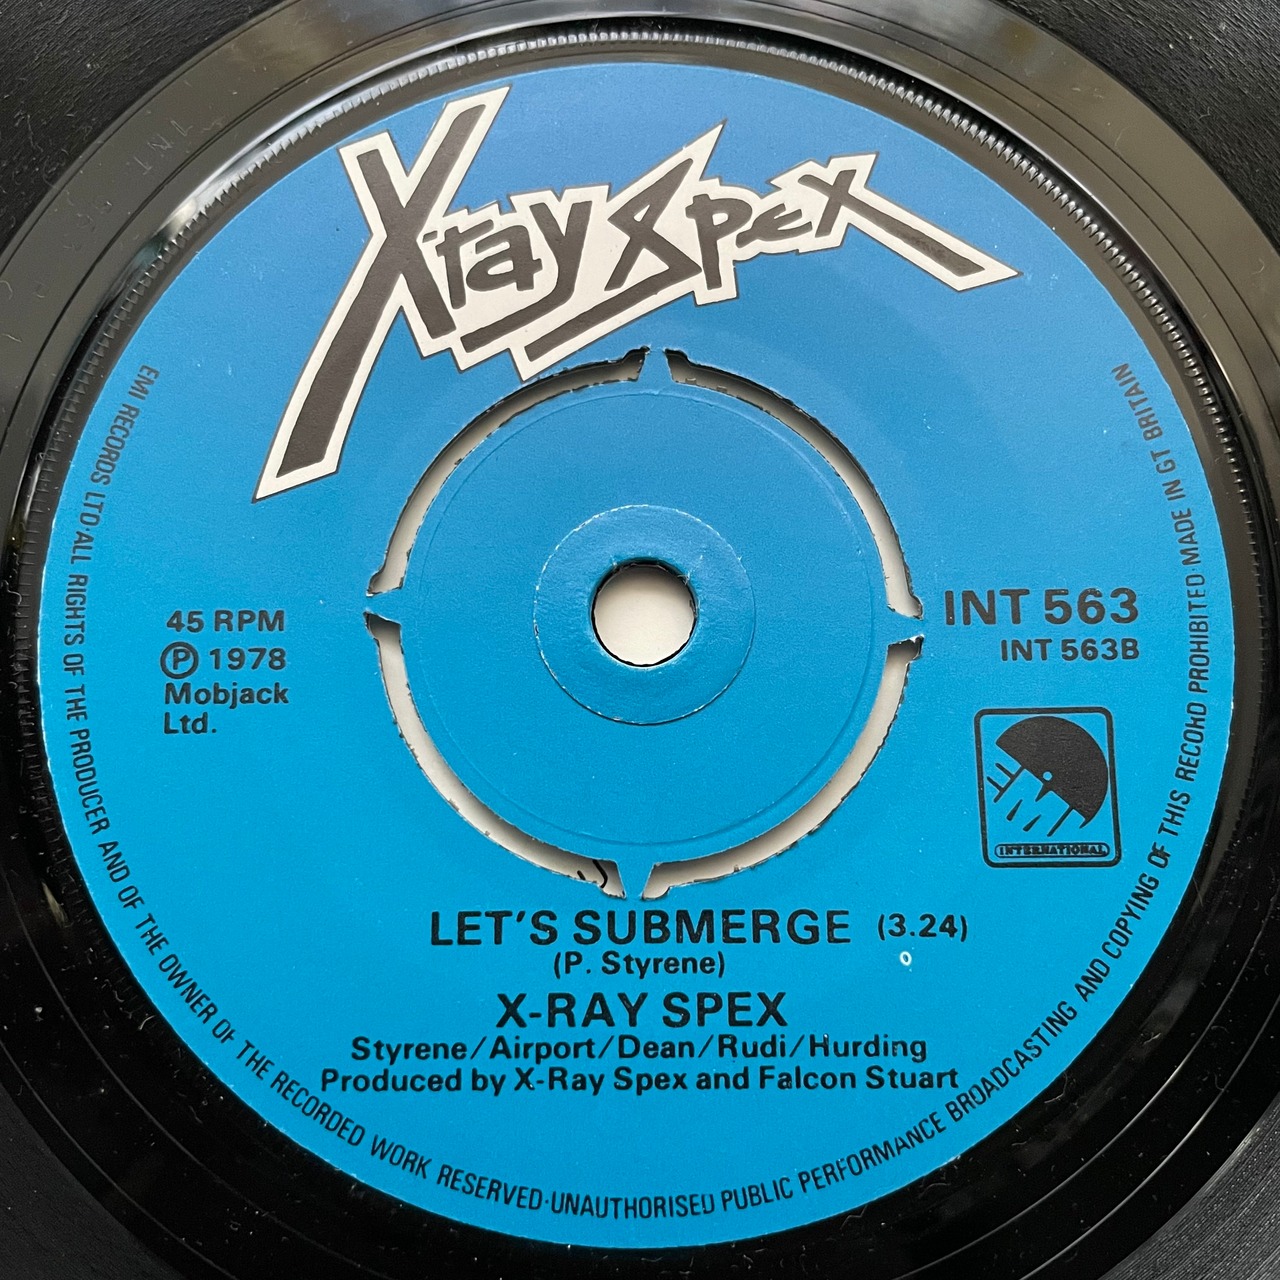 X-ray Spex
45 RPM
Ⓟ 1978
Mobjack
Ltd.
INT 563
INT 563B
INTERNATIONAL
LET'S SUBMERGE (3.24)
(P. Styrene)
X-RAY SPEX
Styrene/Airport/Dean/Rudi/Hurding
Produced by X-Ray Spex and Falcon Stuart
EMI RECORDS LTD·ALL RIGHTS OF THE PRODUCER AND OF THE OWNER OF THE RECORDED WORK RESERVED·UNAUTHORISED PUBLIC PERFORMANCE BROADCASTING AND COPYING OF THIS RECORD PROHIBITED·MADE IN GT BRITAIN